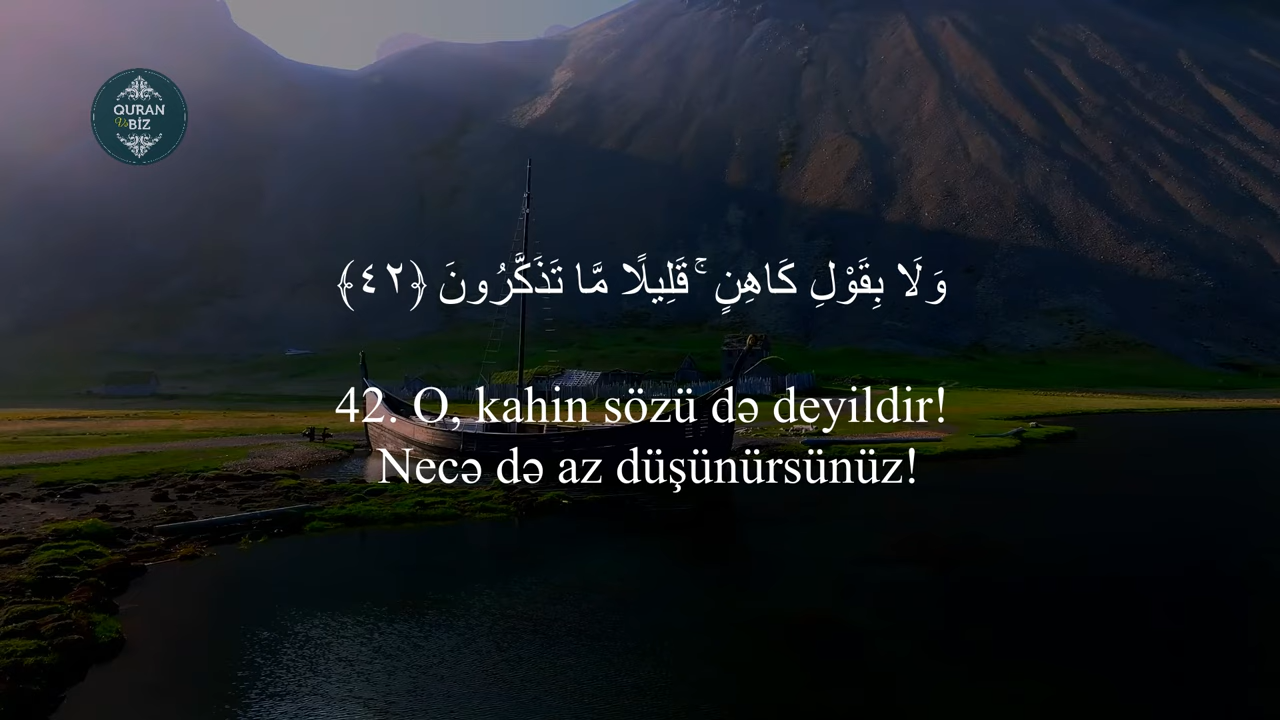 QURAN
Və BİZ
وَلَا بِقَوْلِ كَاهِنٍ ۚ قَلِيلًا مَّا تَذَكَّرُونَ ﴿٤٢﴾
42. O, kahin sözü də deyildir!
Necə də az düşünürsünüz!